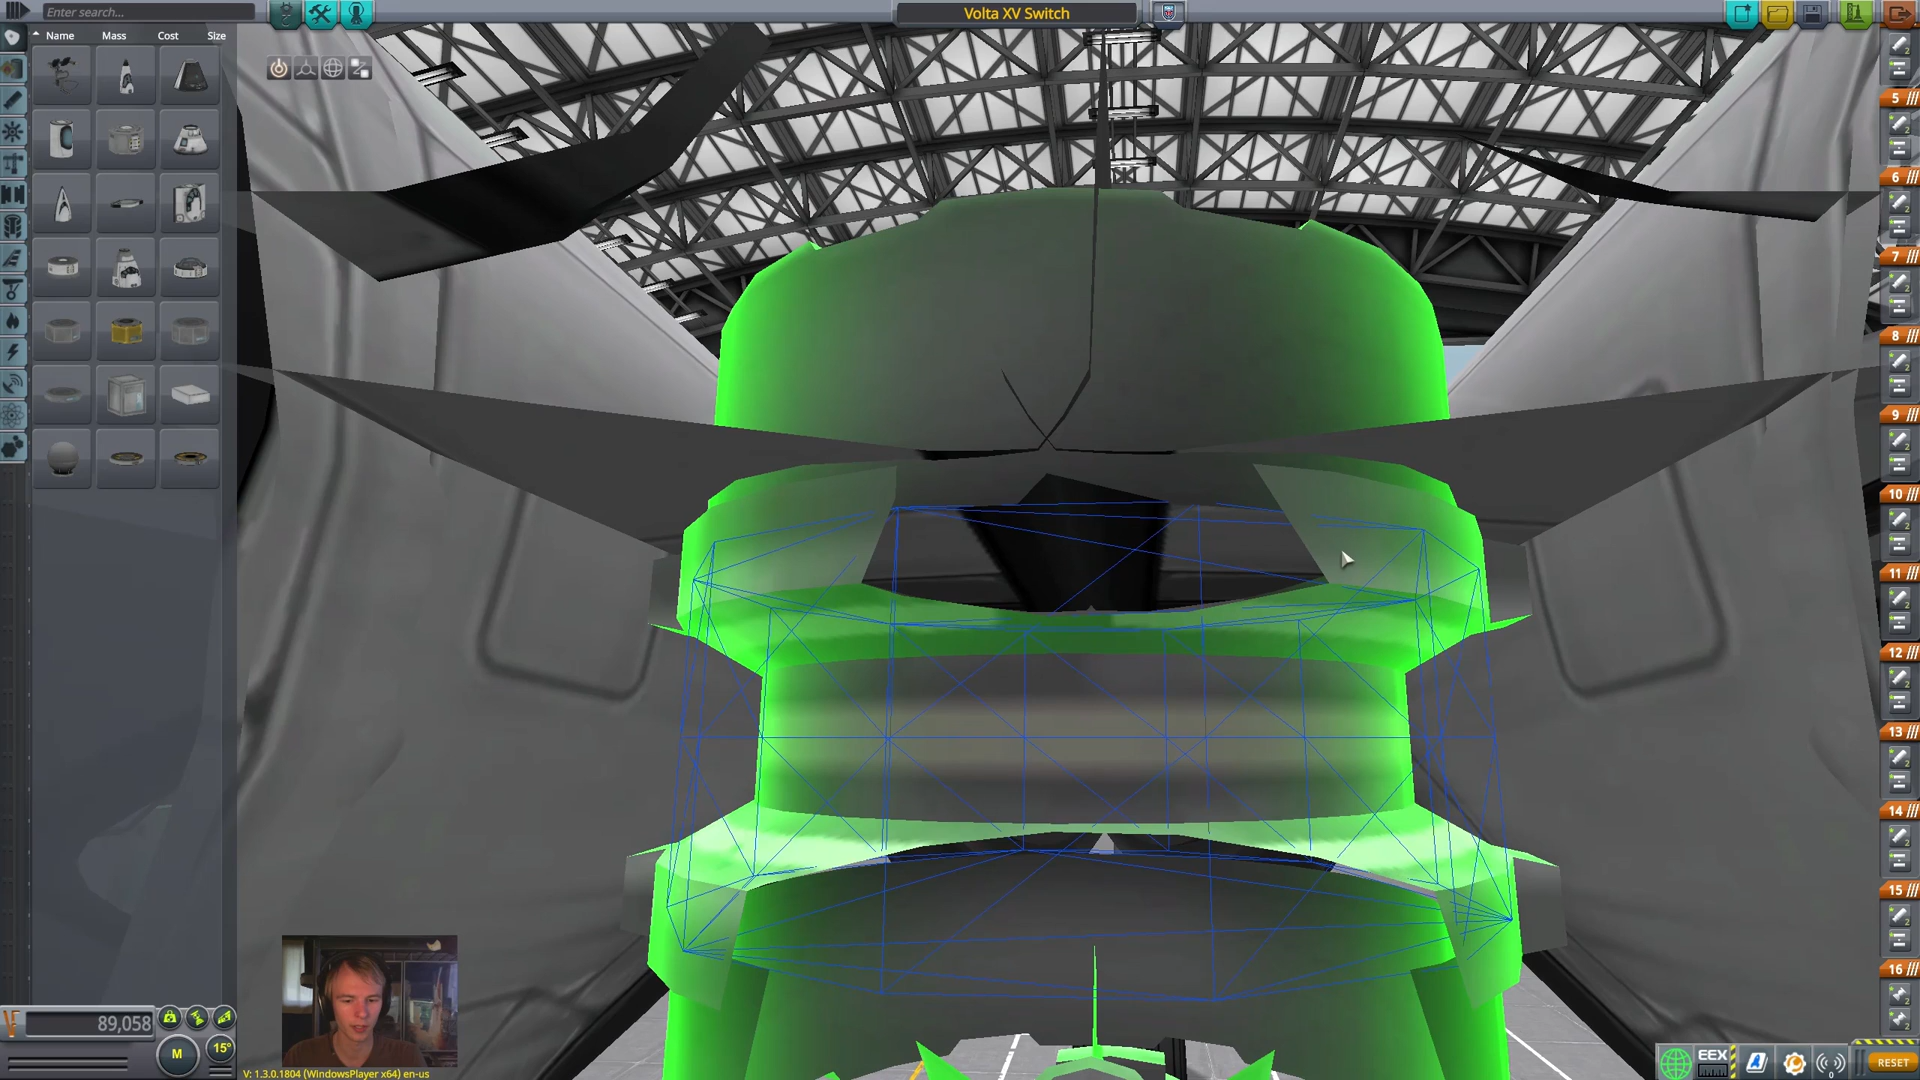 Enter search...
Volta XV Switch
Name Mass Cost Size
5
6
7
8
9
10
11
12
13
14
15
16
89,058
M
15°
V: 1.3.0.1804 (WindowsPlayer x64) en-us
EEX
0
RESET